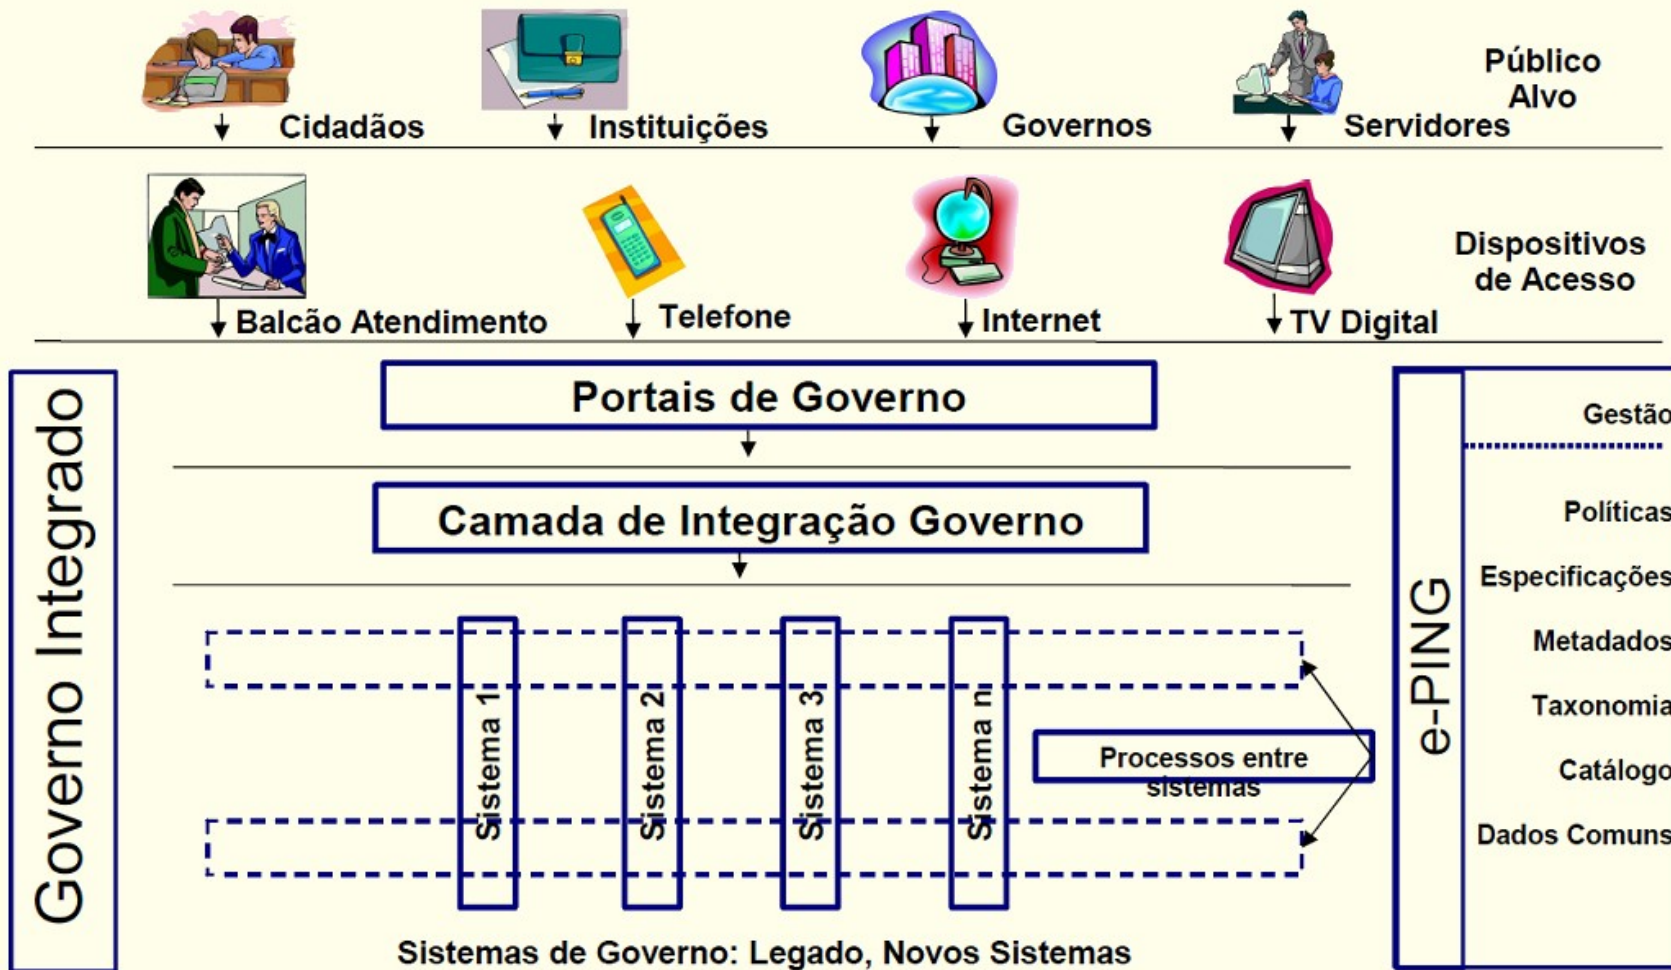 Público
Alvo
Cidadãos
Instituições
Governos
Servidores
Dispositivos
de Acesso
Balcão Atendimento
Telefone
Internet
TV Digital
Governo Integrado
Portais de Governo
Camada de Integração Governo
Sistema 1
Sistema 2
Sistema 3
Sistema n
Processos entre
sistemas
Sistemas de Governo: Legado, Novos Sistemas
e-PING
Gestão
Políticas
Especificações
Metadados
Taxonomia
Catálogo
Dados Comuns